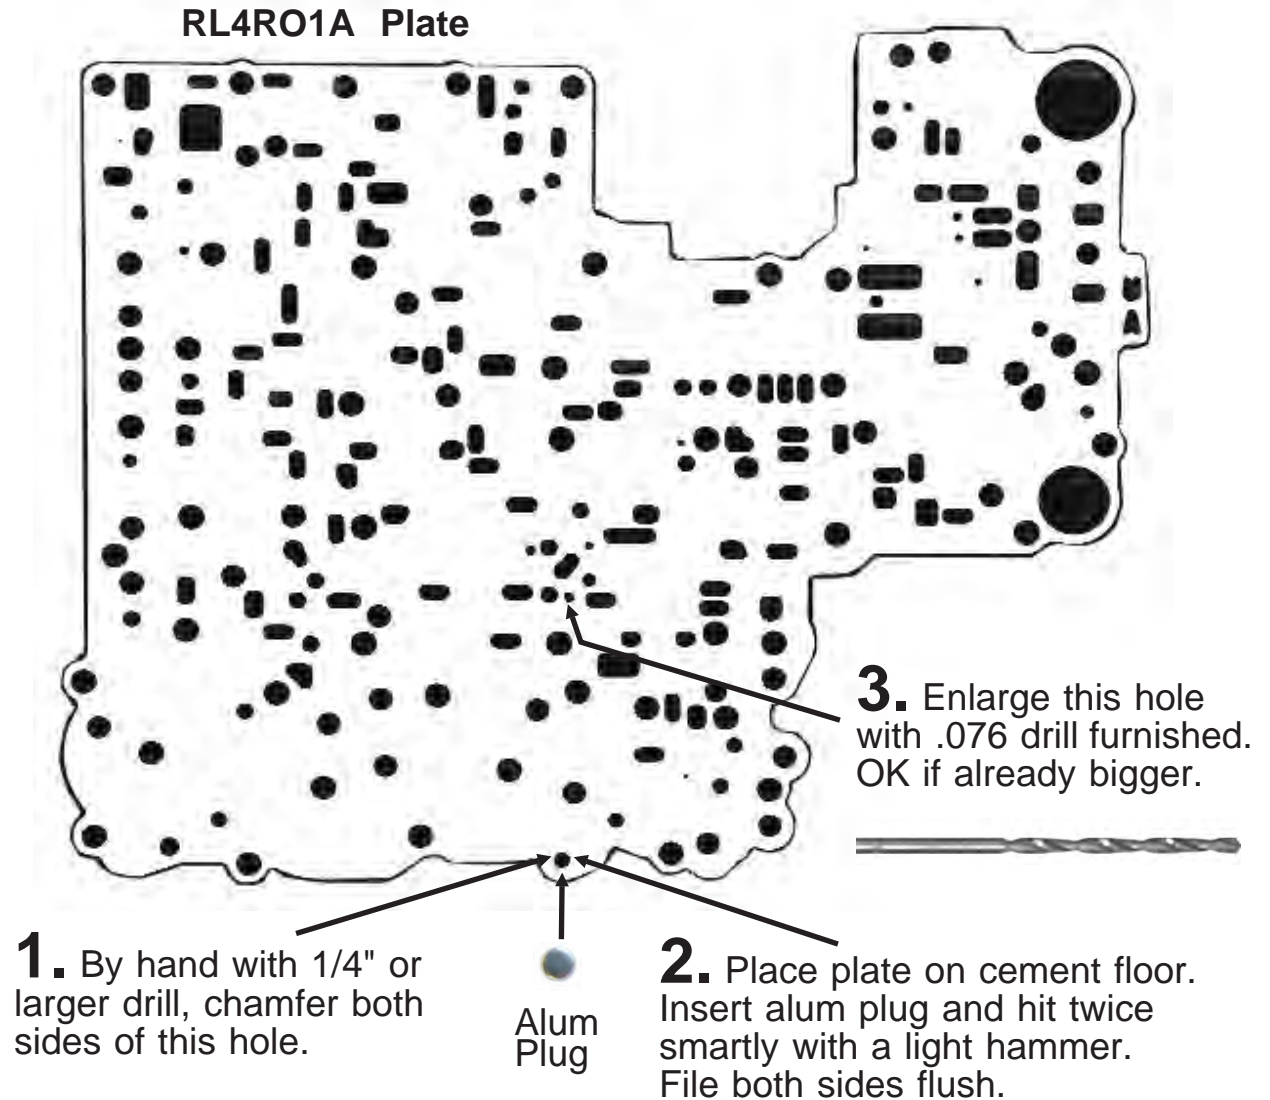 RL4RO1A Plate
A
3. Enlarge this hole
with .076 drill furnished.
OK if already bigger.
1. By hand with 1/4" or
larger drill, chamfer both
sides of this hole.
Alum
Plug
2. Place plate on cement floor.
Insert alum plug and hit twice
smartly with a light hammer.
File both sides flush.